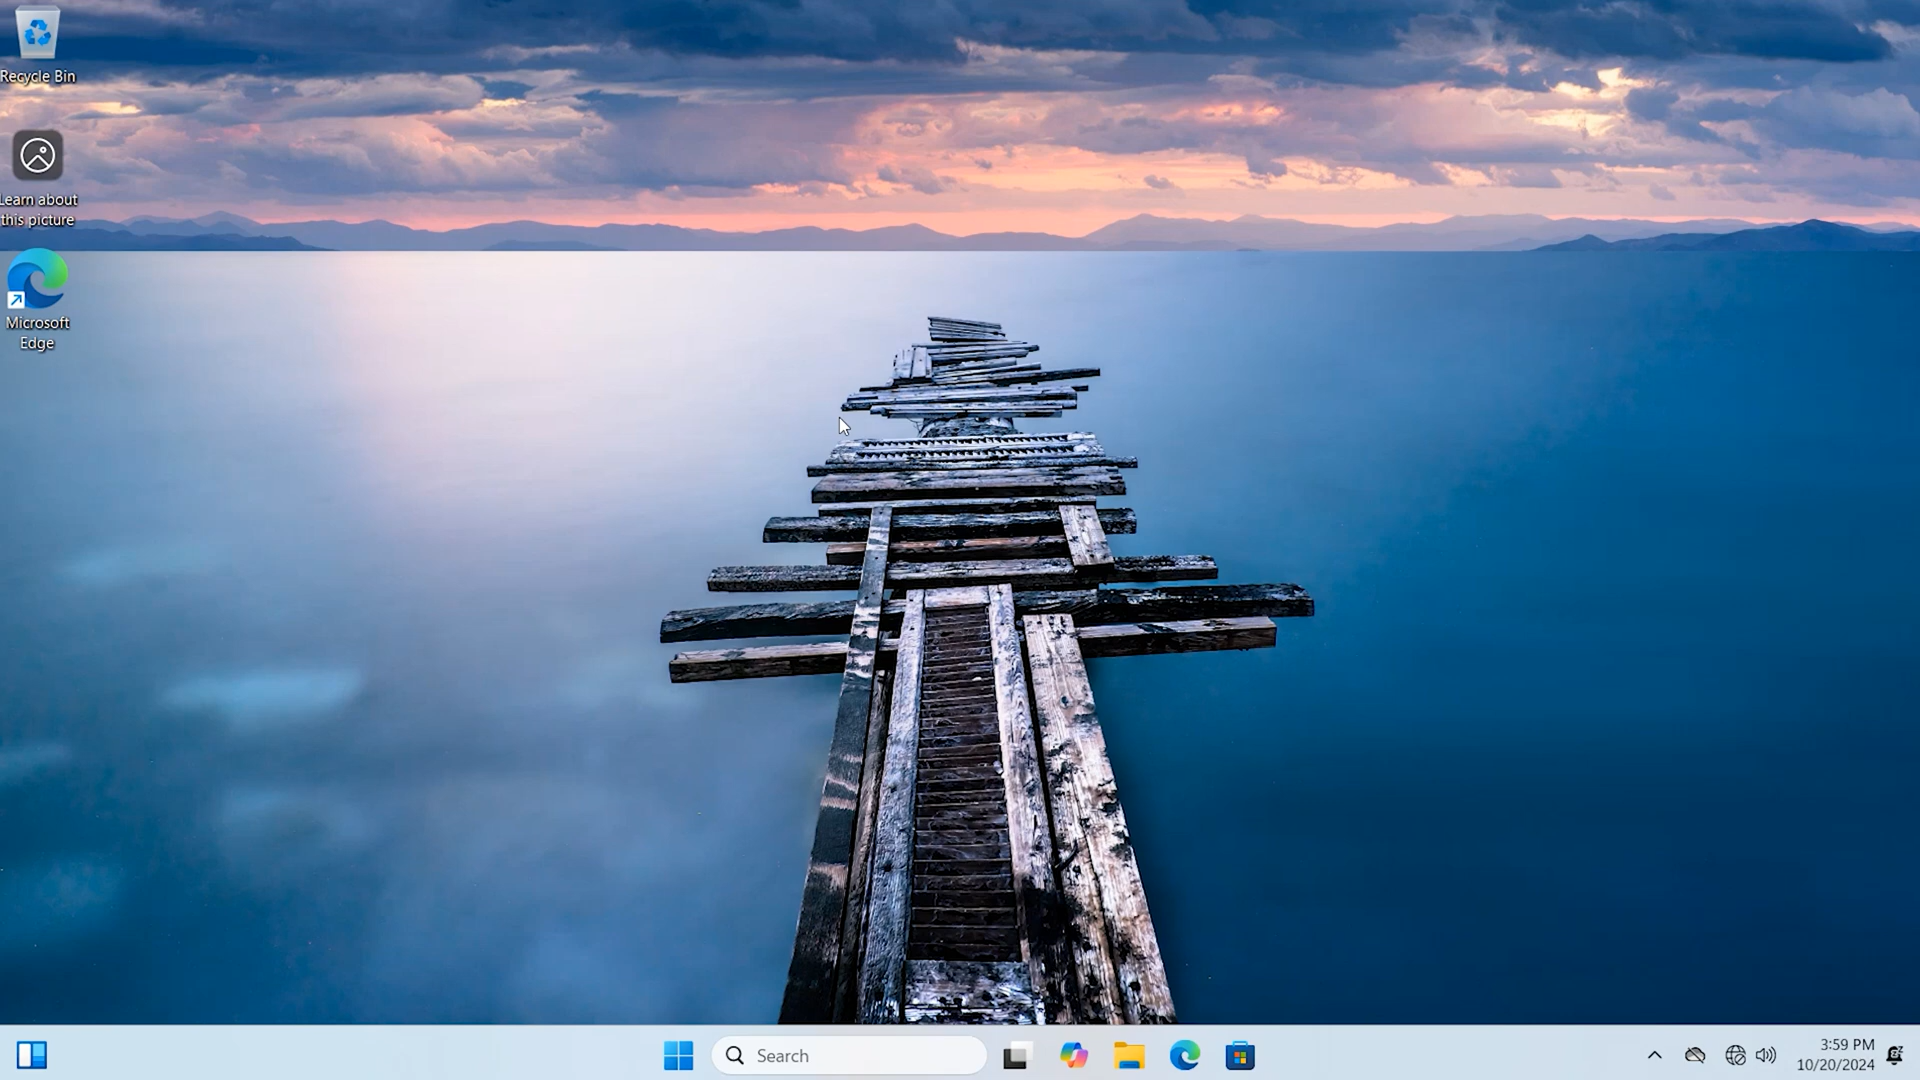 Recycle Bin
Learn about
this picture
Microsoft
Edge
Search
3:59 PM
10/20/2024